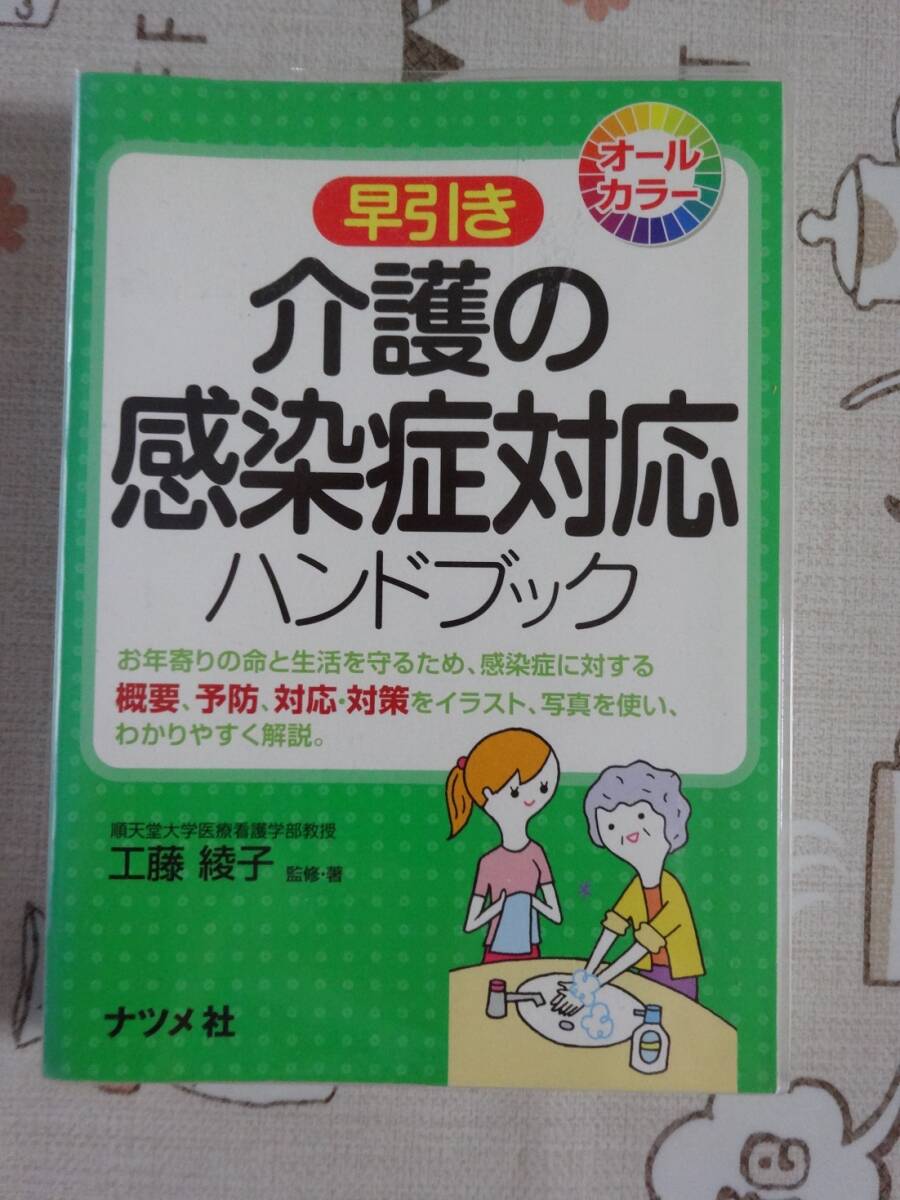 オール
カラー
早引き
介護の
感染症対応
ハンドブック
お年寄りの命と生活を守るため、感染症に対する
概要、予防、対応・対策をイラスト、写真を使い、
わかりやすく解説。
順天堂大学医療看護学部教授
工藤 綾子 監修・著
ナツメ社